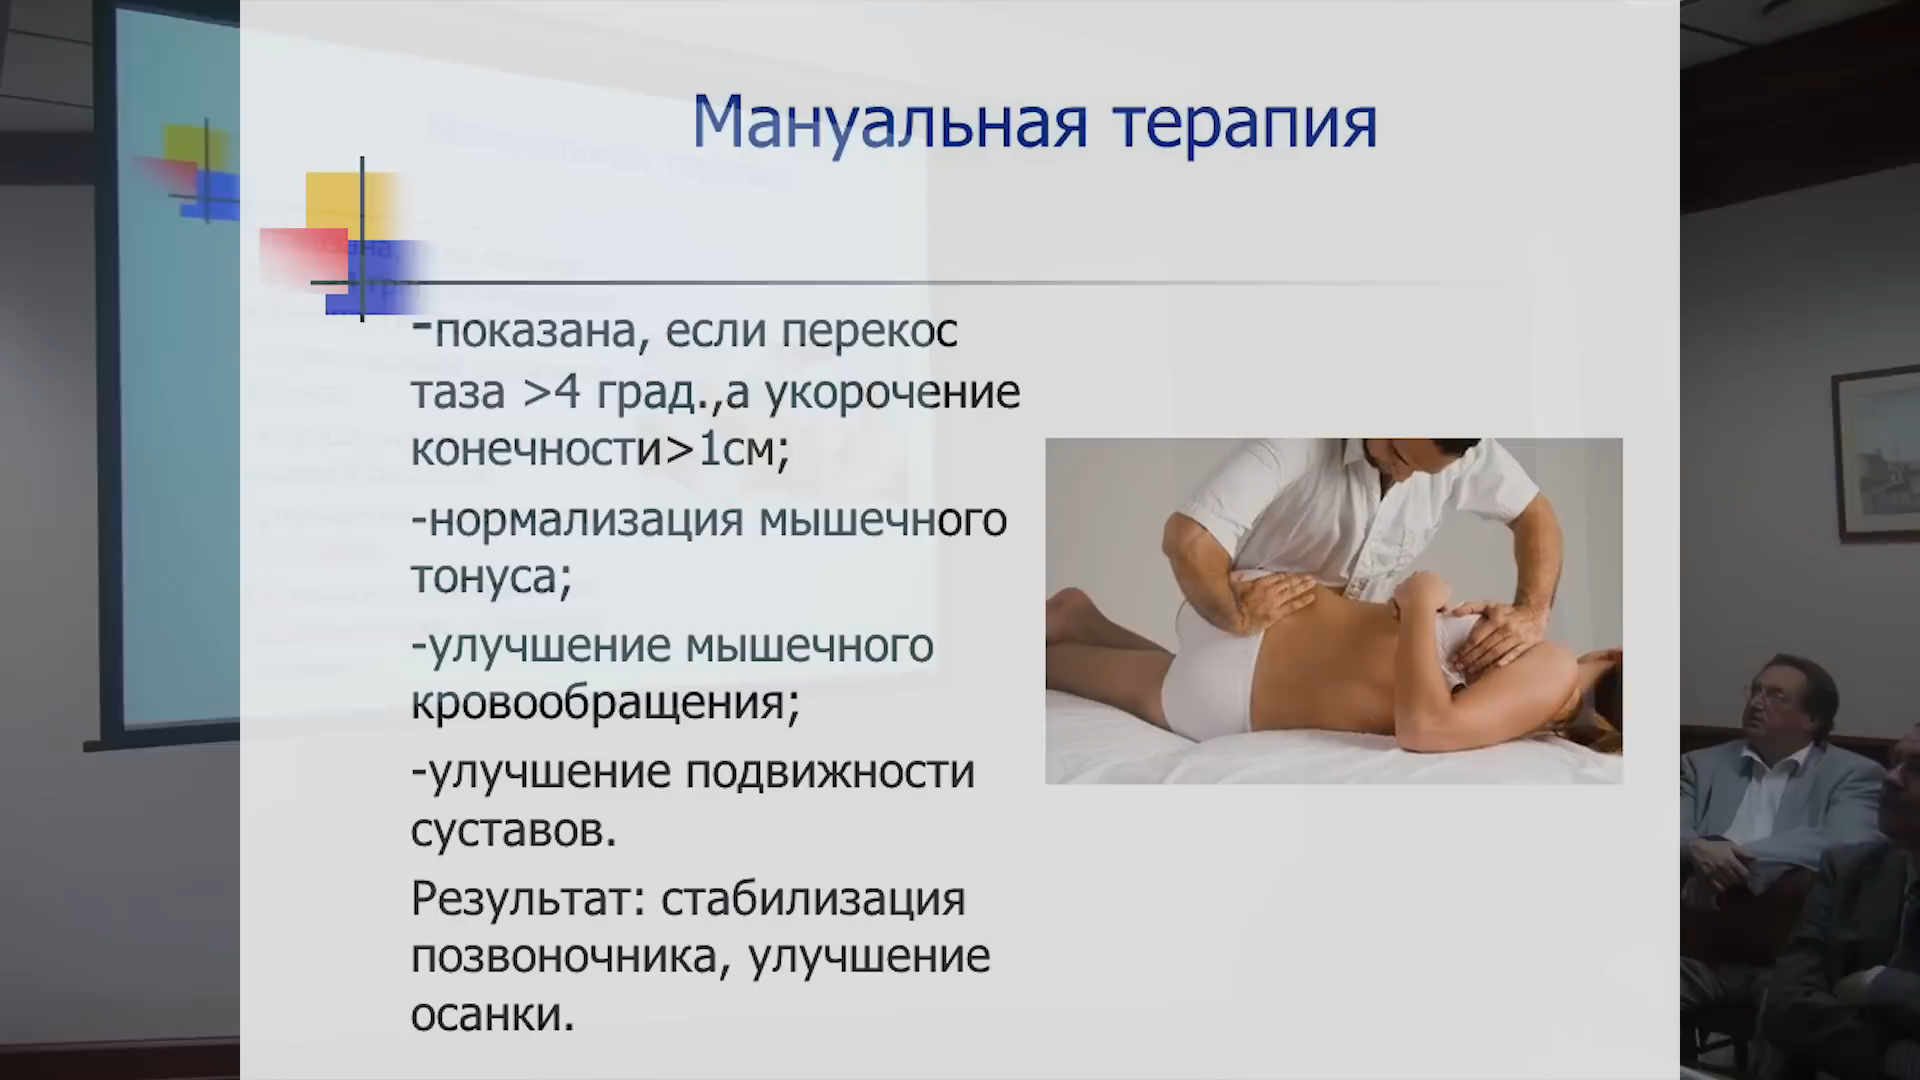 Мануальная терапия
-показана, если перекос
таза >4 град.,а укорочение
конечности>1см;
-нормализация мышечного
тонуса;
-улучшение мышечного
кровообращения;
-улучшение подвижности
суставов.
Результат: стабилизация
позвоночника, улучшение
осанки.